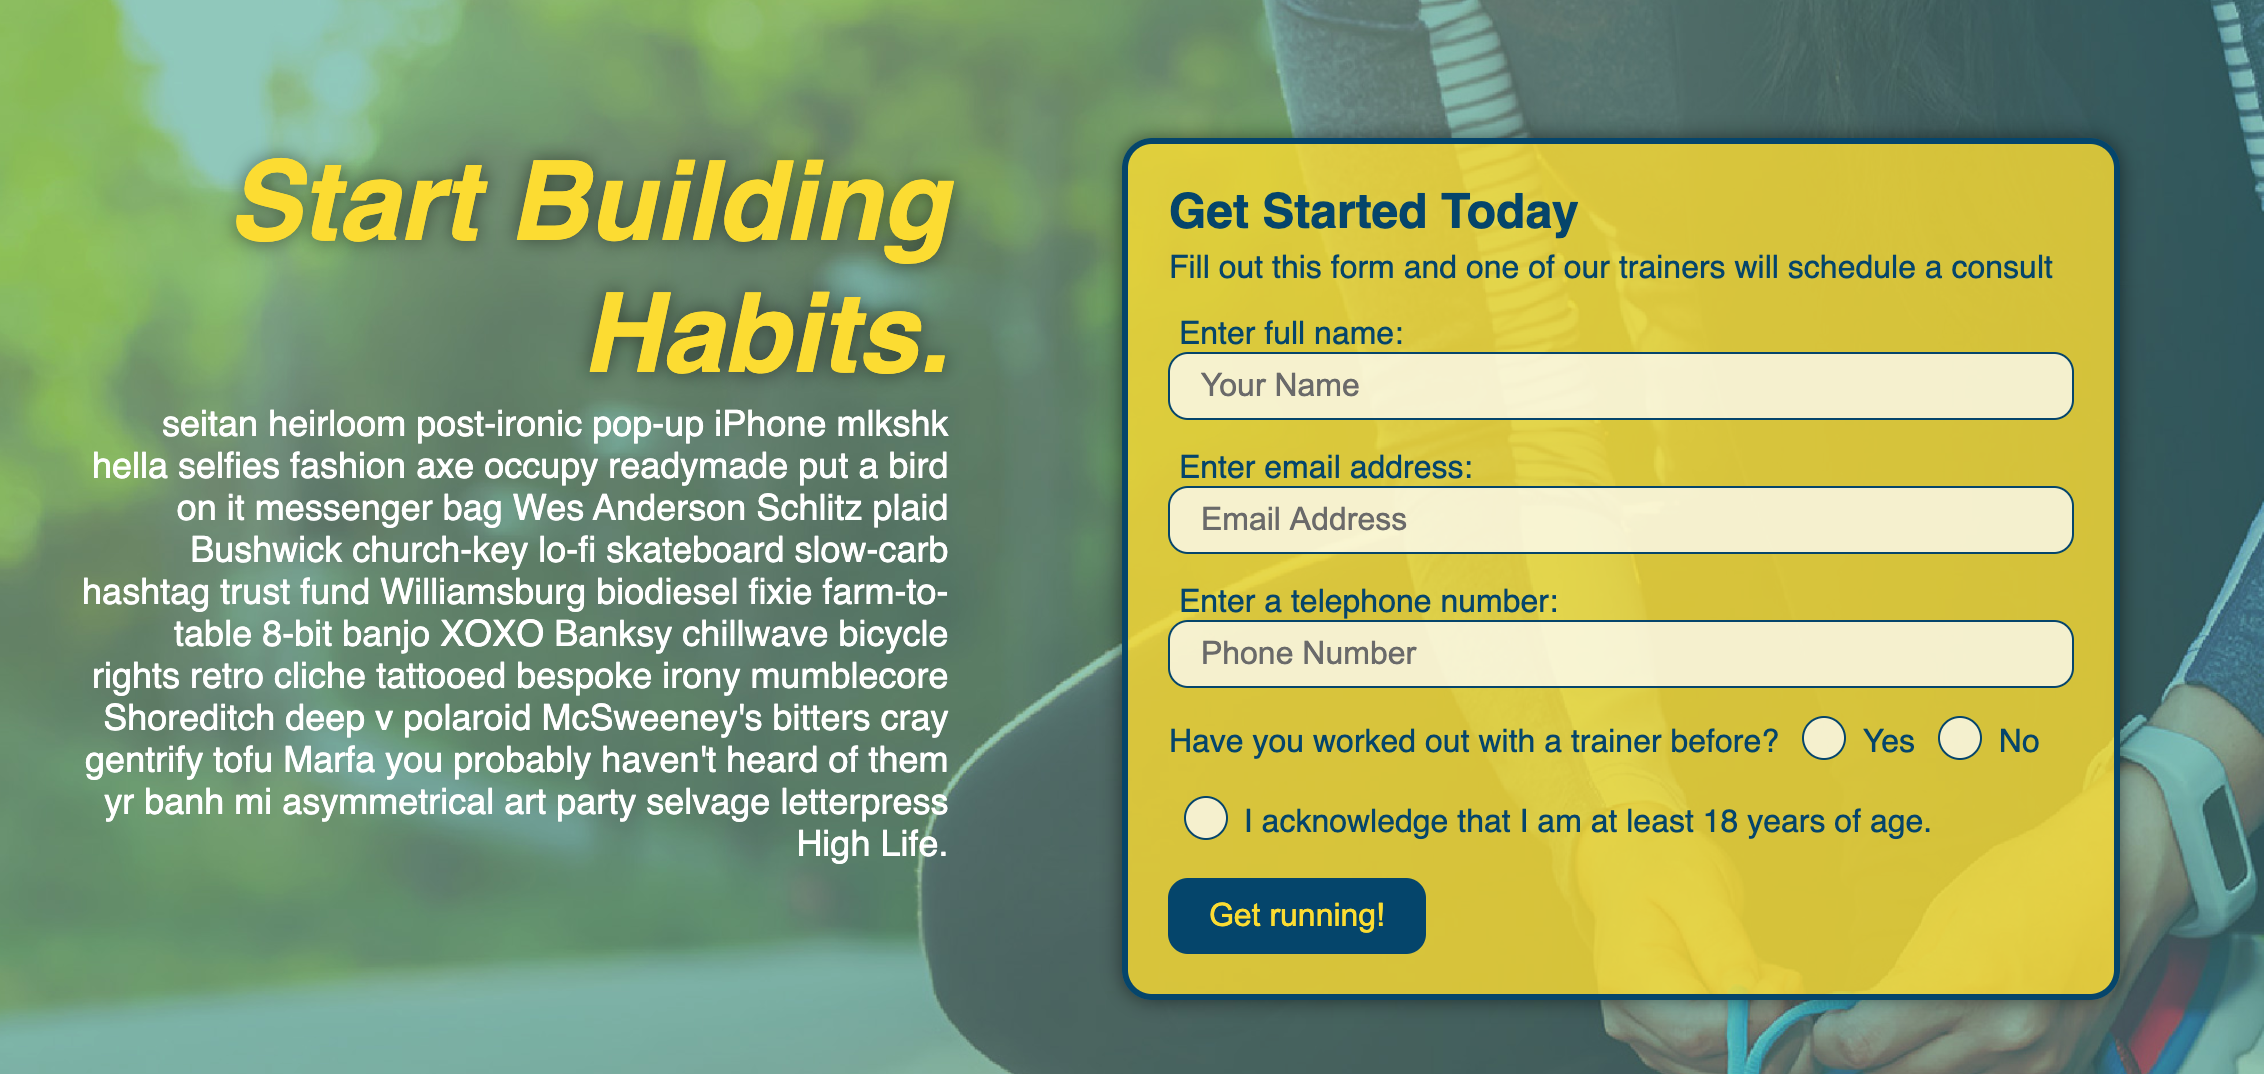 Start Building
Habits.
seitan heirloom post-ironic pop-up iPhone mlkshk
hella selfies fashion axe occupy readymade put a bird
on it messenger bag Wes Anderson Schlitz plaid
Bushwick church-key lo-fi skateboard slow-carb
hashtag trust fund Williamsburg biodiesel fixie farm-to-
table 8-bit banjo XOXO Banksy chillwave bicycle
rights retro cliche tattooed bespoke irony mumblecore
Shoreditch deep v polaroid McSweeney's bitters cray
gentrify tofu Marfa you probably haven't heard of them
yr banh mi asymmetrical art party selvage letterpress
High Life.
Get Started Today
Fill out this form and one of our trainers will schedule a consult
Enter full name:
Your Name
Enter email address:
Email Address
Enter a telephone number:
Phone Number
Have you worked out with a trainer before? Yes No
I acknowledge that I am at least 18 years of age.
Get running!